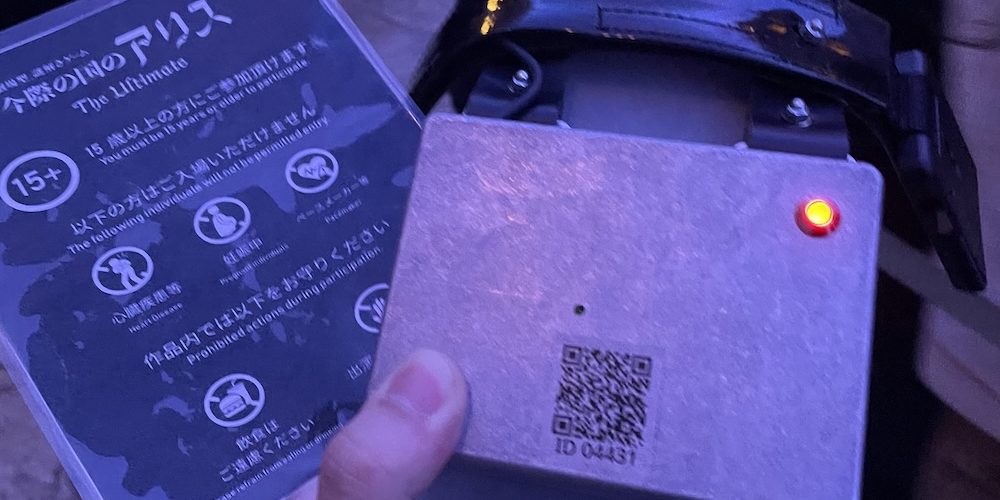 今際の国のアリス
The Ultimate
15+
15 歳以上の方にご参加頂けます
You must be 15 years or older to participate
以下の方はご入場いただけません
The following individuals will not be permitted entry
心臓疾患等
Heart Disease
妊娠中
Pregnant individuals
ペースメーカー等
Pacemaker
作品内では以下をお守りください
Prohibited actions during participation.
飲食は
ご遠慮ください
ID 04431